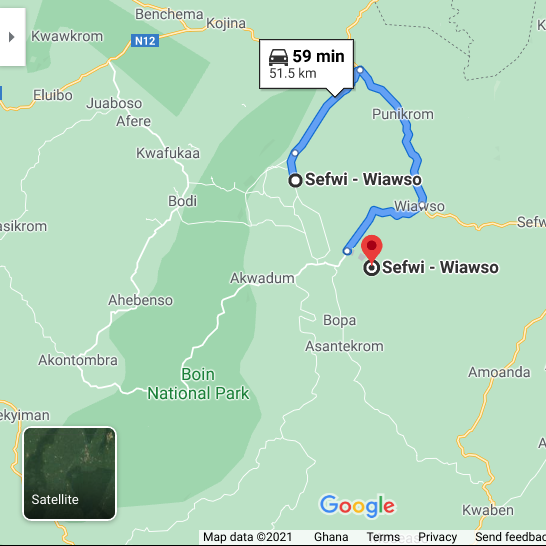 Benchema
Kojina
Kwawkrom
N12
59 min
51.5 km
Eluibo
Juaboso
Afere
Punikrom
Kwafukaa
Sefwi - Wiawso
Bodi
Wiawso
asikrom
Sefw
Sefwi - Wiawso
Akwadum
Ahebenso
Bopa
Asantekrom
Akontombra
Boin
National Park
Amoanda
ekyiman
Satellite
Google
Kwaben
Map data ©2021
Ghana
Terms
Privacy
Send feedbac